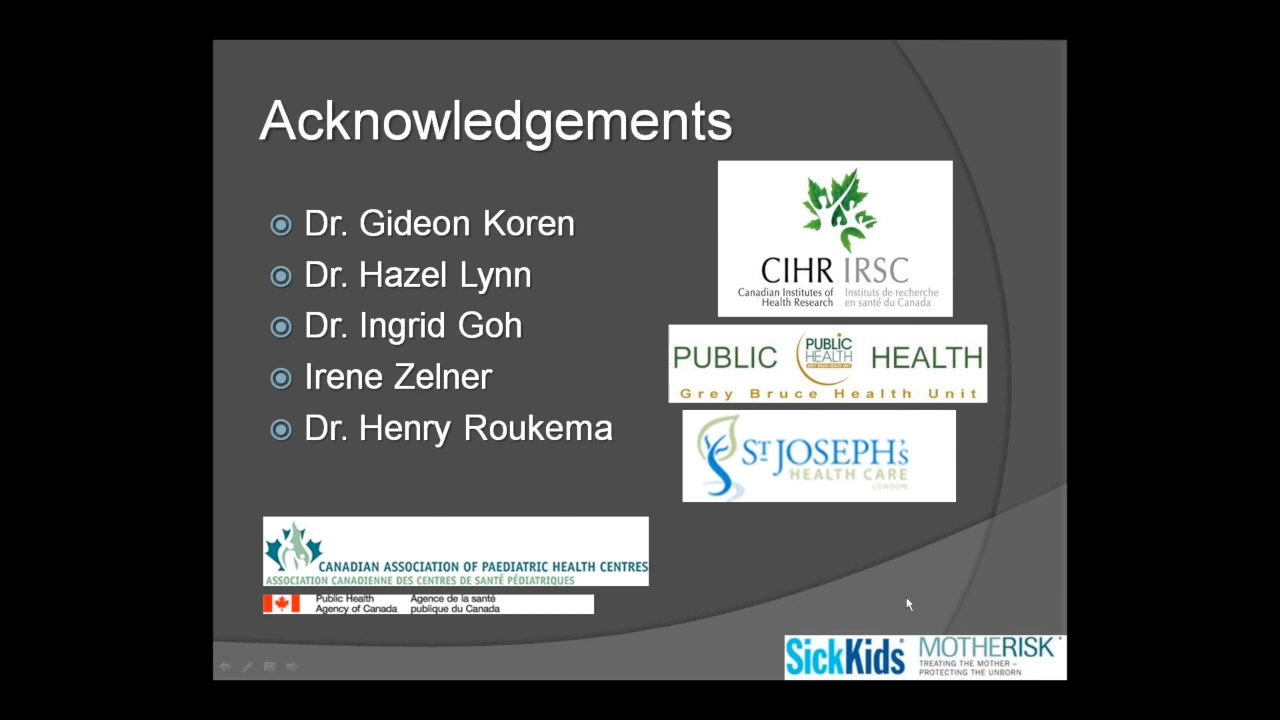 Acknowledgements
Dr. Gideon Koren
Dr. Hazel Lynn
Dr. Ingrid Goh
Irene Zelner
Dr. Henry Roukema
CIHR IRSC
Canadian Institutes of Health Research
Instituts de recherche en santé du Canada
PUBLIC HEALTH
PUBLIC HEALTH
Grey Bruce Health Unit
ST JOSEPH'S
HEALTH CARE
LONDON
CANADIAN ASSOCIATION OF PAEDIATRIC HEALTH CENTRES
ASSOCIATION CANADIENNE DES CENTRES DE SANTÉ PÉDIATRIQUES
Public Health Agency of Canada
Agence de la santé publique du Canada
SickKids
MOTHERISK
TREATING THE MOTHER –
PROTECTING THE UNBORN